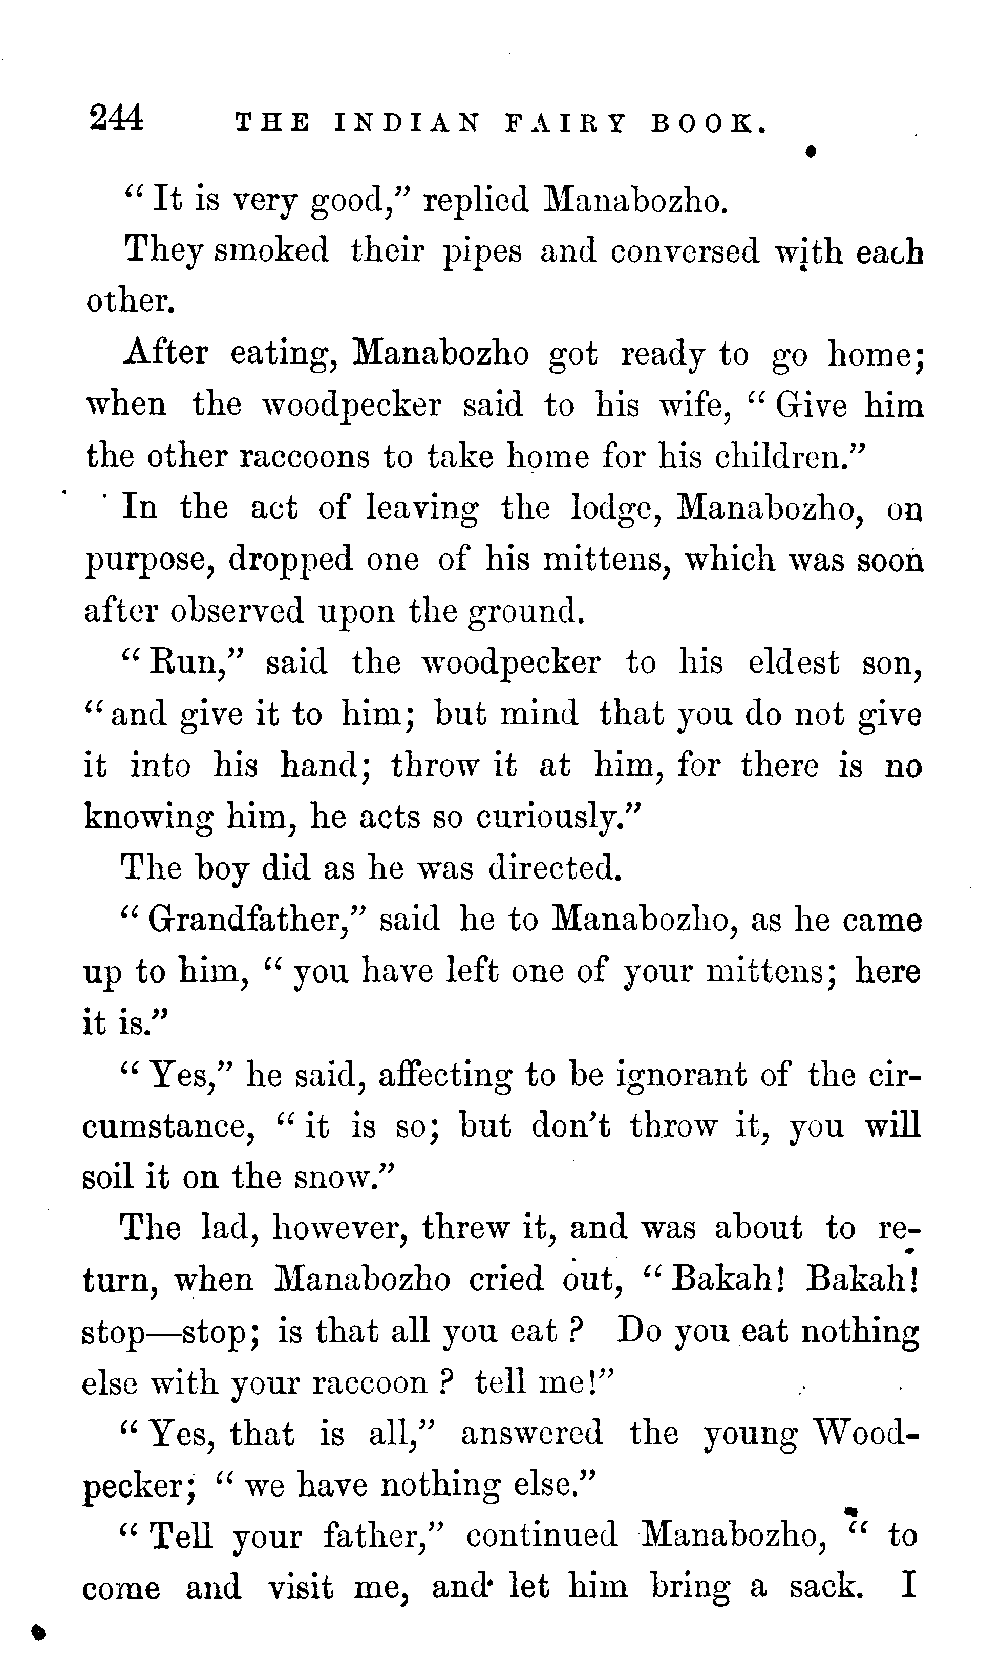 244 THE INDIAN FAIRY BOOK.
“ It is very good,” replied Manabozho.
They smoked their pipes and conversed with each
other.
After eating, Manabozho got ready to go home;
when the woodpecker said to his wife, “ Give him
the other raccoons to take home for his children.”
In the act of leaving the lodge, Manabozho, on
purpose, dropped one of his mittens, which was soon
after observed upon the ground.
“ Run,” said the woodpecker to his eldest son,
“ and give it to him; but mind that you do not give
it into his hand; throw it at him, for there is no
knowing him, he acts so curiously.”
The boy did as he was directed.
“ Grandfather,” said he to Manabozho, as he came
up to him, “ you have left one of your mittens; here
it is.”
“ Yes,” he said, affecting to be ignorant of the cir-
cumstance, “ it is so; but don’t throw it, you will
soil it on the snow.”
The lad, however, threw it, and was about to re-
turn, when Manabozho cried out, “ Bakah! Bakah!
stop—stop; is that all you eat ? Do you eat nothing
else with your raccoon ? tell me!”
“ Yes, that is all,” answered the young Wood-
pecker; “ we have nothing else.”
“ Tell your father,” continued Manabozho, “ to
come and visit me, and let him bring a sack. I